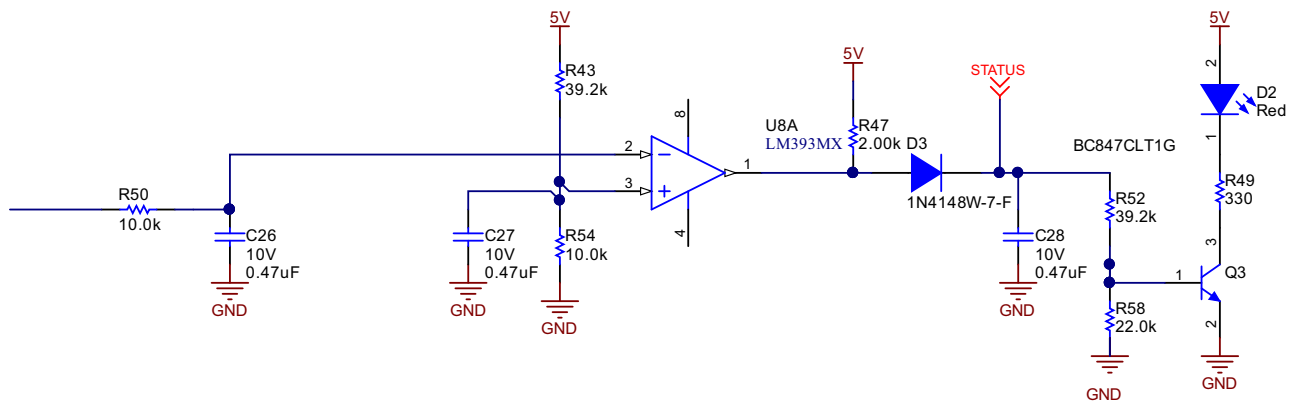 5V
R43
39.2k
5V
STATUS
5V
D2
Red
2
1
8
2
3
1
4
U8A
LM393MX
R47
2.00k
D3
1N4148W-7-F
BC847CLT1G
R50
10.0k
C26
10V
0.47uF
GND
C27
10V
0.47uF
GND
R54
10.0k
GND
C28
10V
0.47uF
GND
R52
39.2k
R49
330
3
1
Q3
2
R58
22.0k
GND
GND